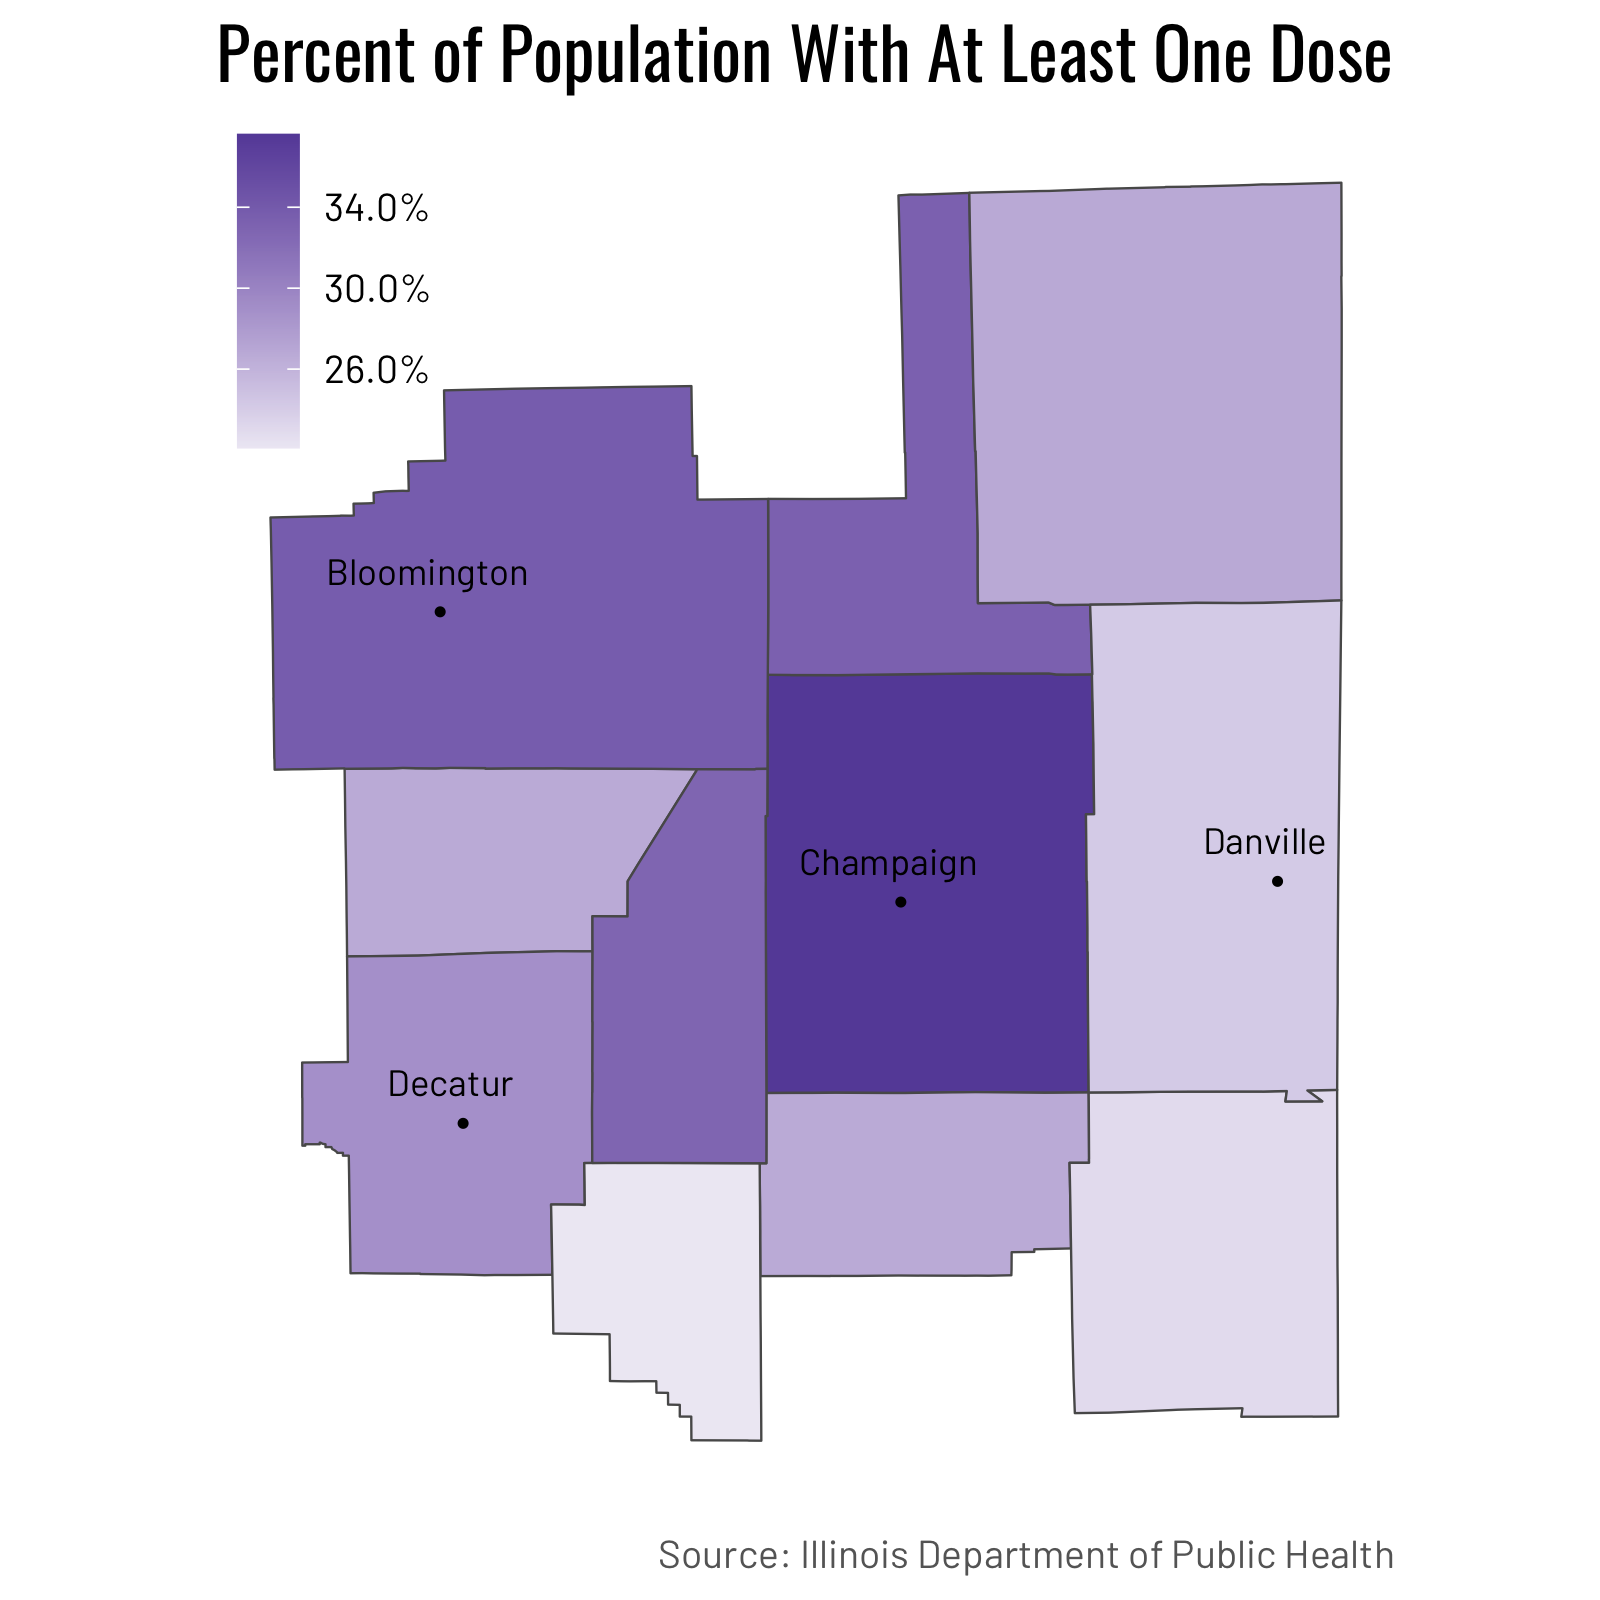 Percent of Population With At Least One Dose
34.0%
30.0%
26.0%
Bloomington
Danville
Champaign
Decatur
Source: Illinois Department of Public Health